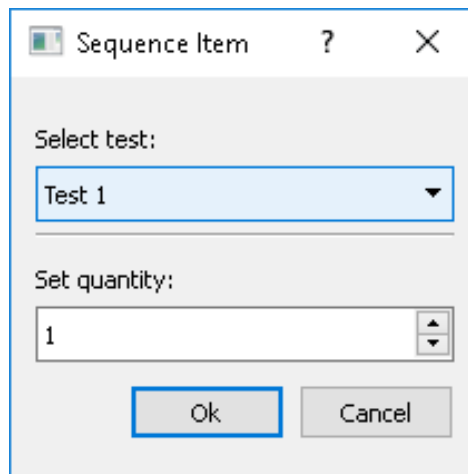 Sequence Item ?
Select test:
Test 1
Set quantity:
1
Ok Cancel